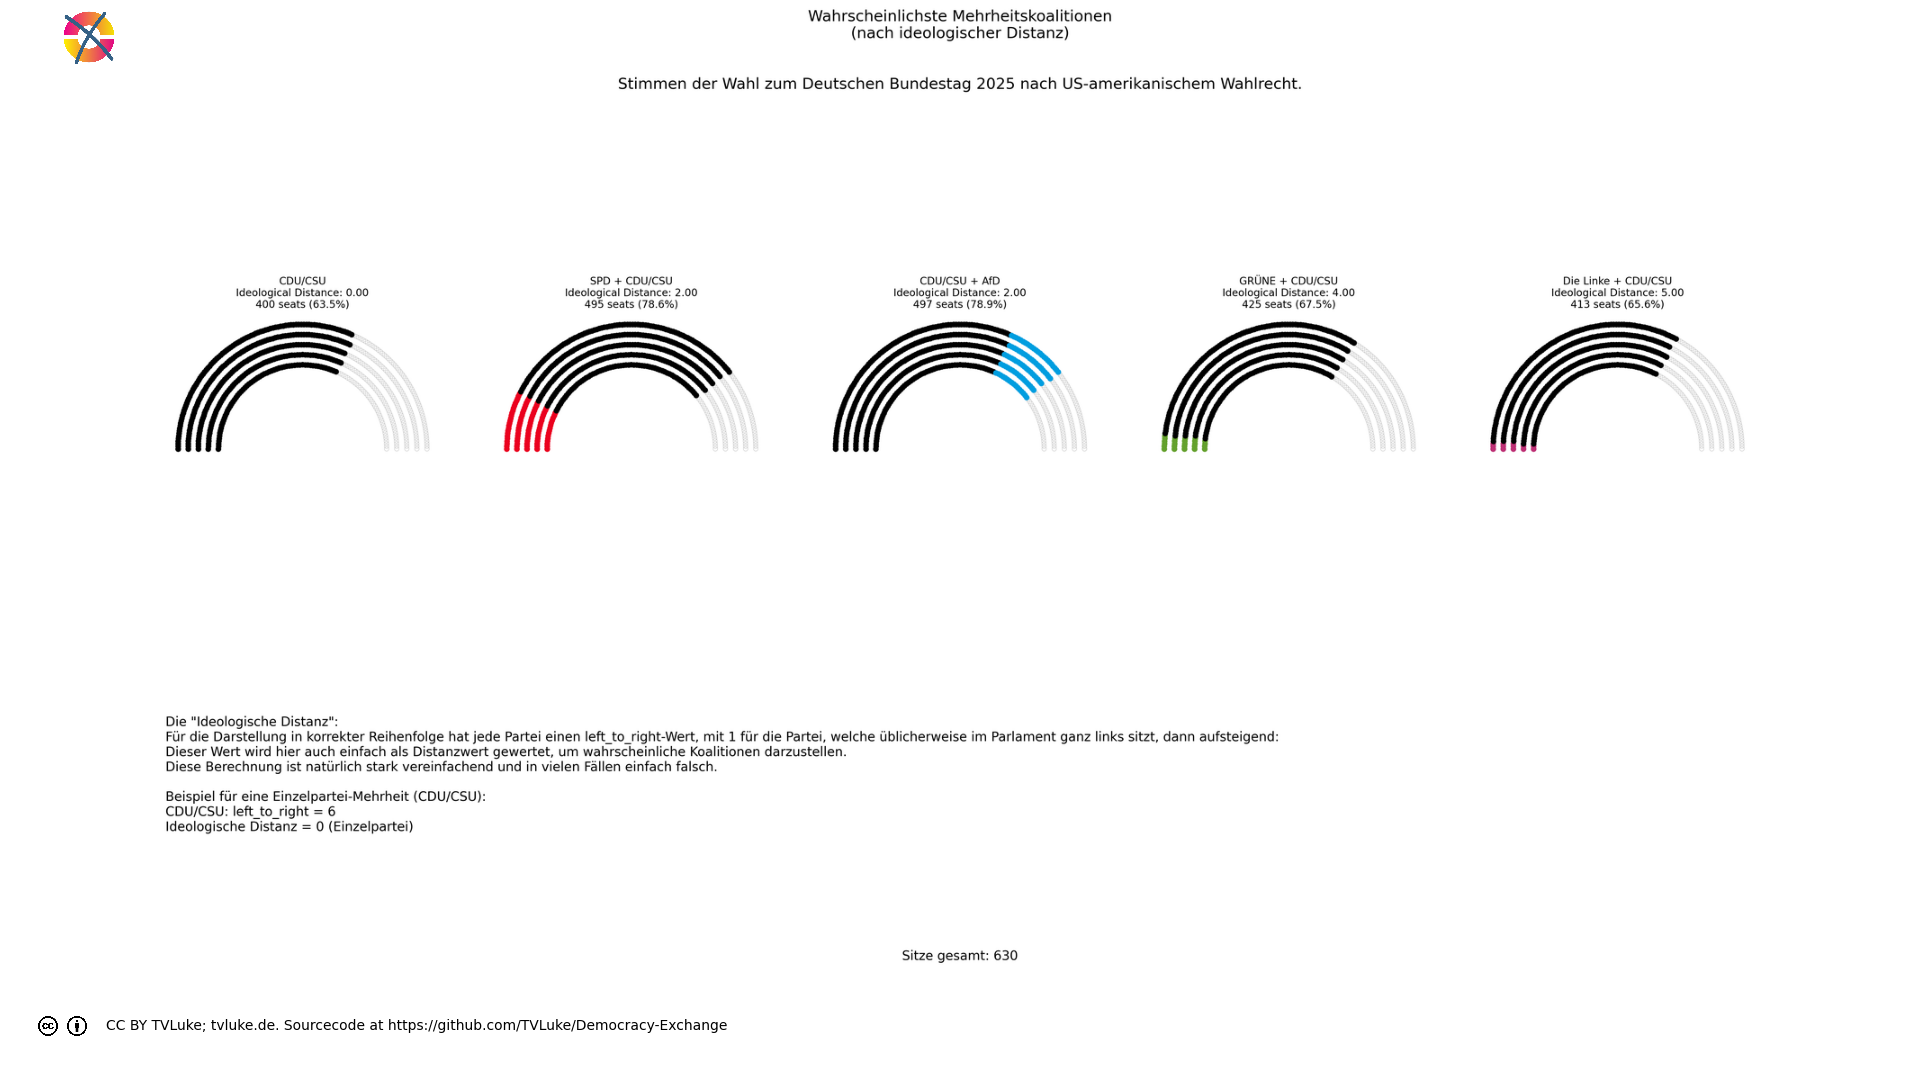 Wahrscheinlichste Mehrheitskoalitionen
(nach ideologischer Distanz)
Stimmen der Wahl zum Deutschen Bundestag 2025 nach US-amerikanischem Wahlrecht.
CDU/CSU
Ideological Distance: 0.00
400 seats (63.5%)
SPD + CDU/CSU
Ideological Distance: 2.00
495 seats (78.6%)
CDU/CSU + AfD
Ideological Distance: 2.00
497 seats (78.9%)
GRÜNE + CDU/CSU
Ideological Distance: 4.00
425 seats (67.5%)
Die Linke + CDU/CSU
Ideological Distance: 5.00
413 seats (65.6%)
Die "Ideologische Distanz":
Für die Darstellung in korrekter Reihenfolge hat jede Partei einen left_to_right-Wert, mit 1 für die Partei, welche üblicherweise im Parlament ganz links sitzt, dann aufsteigend:
Dieser Wert wird hier auch einfach als Distanzwert gewertet, um wahrscheinliche Koalitionen darzustellen.
Diese Berechnung ist natürlich stark vereinfachend und in vielen Fällen einfach falsch.
Beispiel für eine Einzelpartei-Mehrheit (CDU/CSU):
CDU/CSU: left_to_right = 6
Ideologische Distanz = 0 (Einzelpartei)
Sitze gesamt: 630
cc CC BY TVLuke; tvluke.de. Sourcecode at https://github.com/TVLuke/Democracy-Exchange